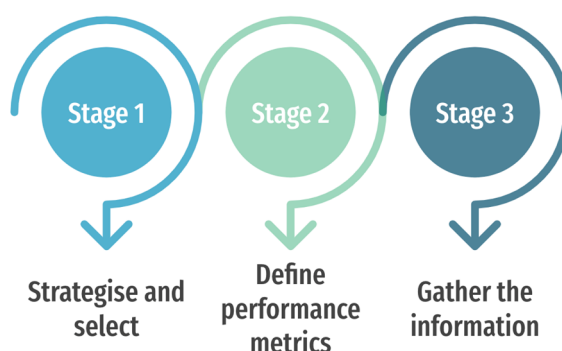 Stage 1
Stage 2
Stage 3
Strategise and
select
Define
performance
metrics
Gather the
information